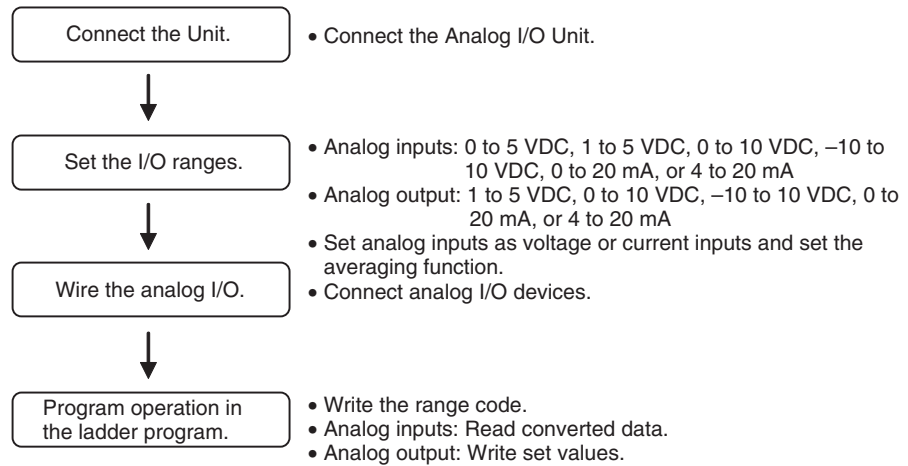 Connect the Unit.
• Connect the Analog I/O Unit.
Set the I/O ranges.
• Analog inputs: 0 to 5 VDC, 1 to 5 VDC, 0 to 10 VDC, –10 to
10 VDC, 0 to 20 mA, or 4 to 20 mA
• Analog output: 1 to 5 VDC, 0 to 10 VDC, –10 to 10 VDC, 0 to
20 mA, or 4 to 20 mA
• Set analog inputs as voltage or current inputs and set the
averaging function.
Wire the analog I/O.
• Connect analog I/O devices.
Program operation in
the ladder program.
• Write the range code.
• Analog inputs: Read converted data.
• Analog output: Write set values.